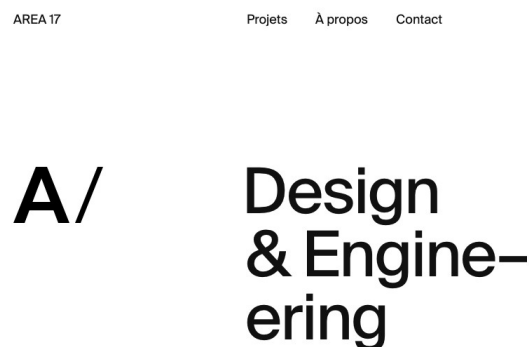 AREA 17
Projets À propos Contact
A/
Design
& Engine–
ering